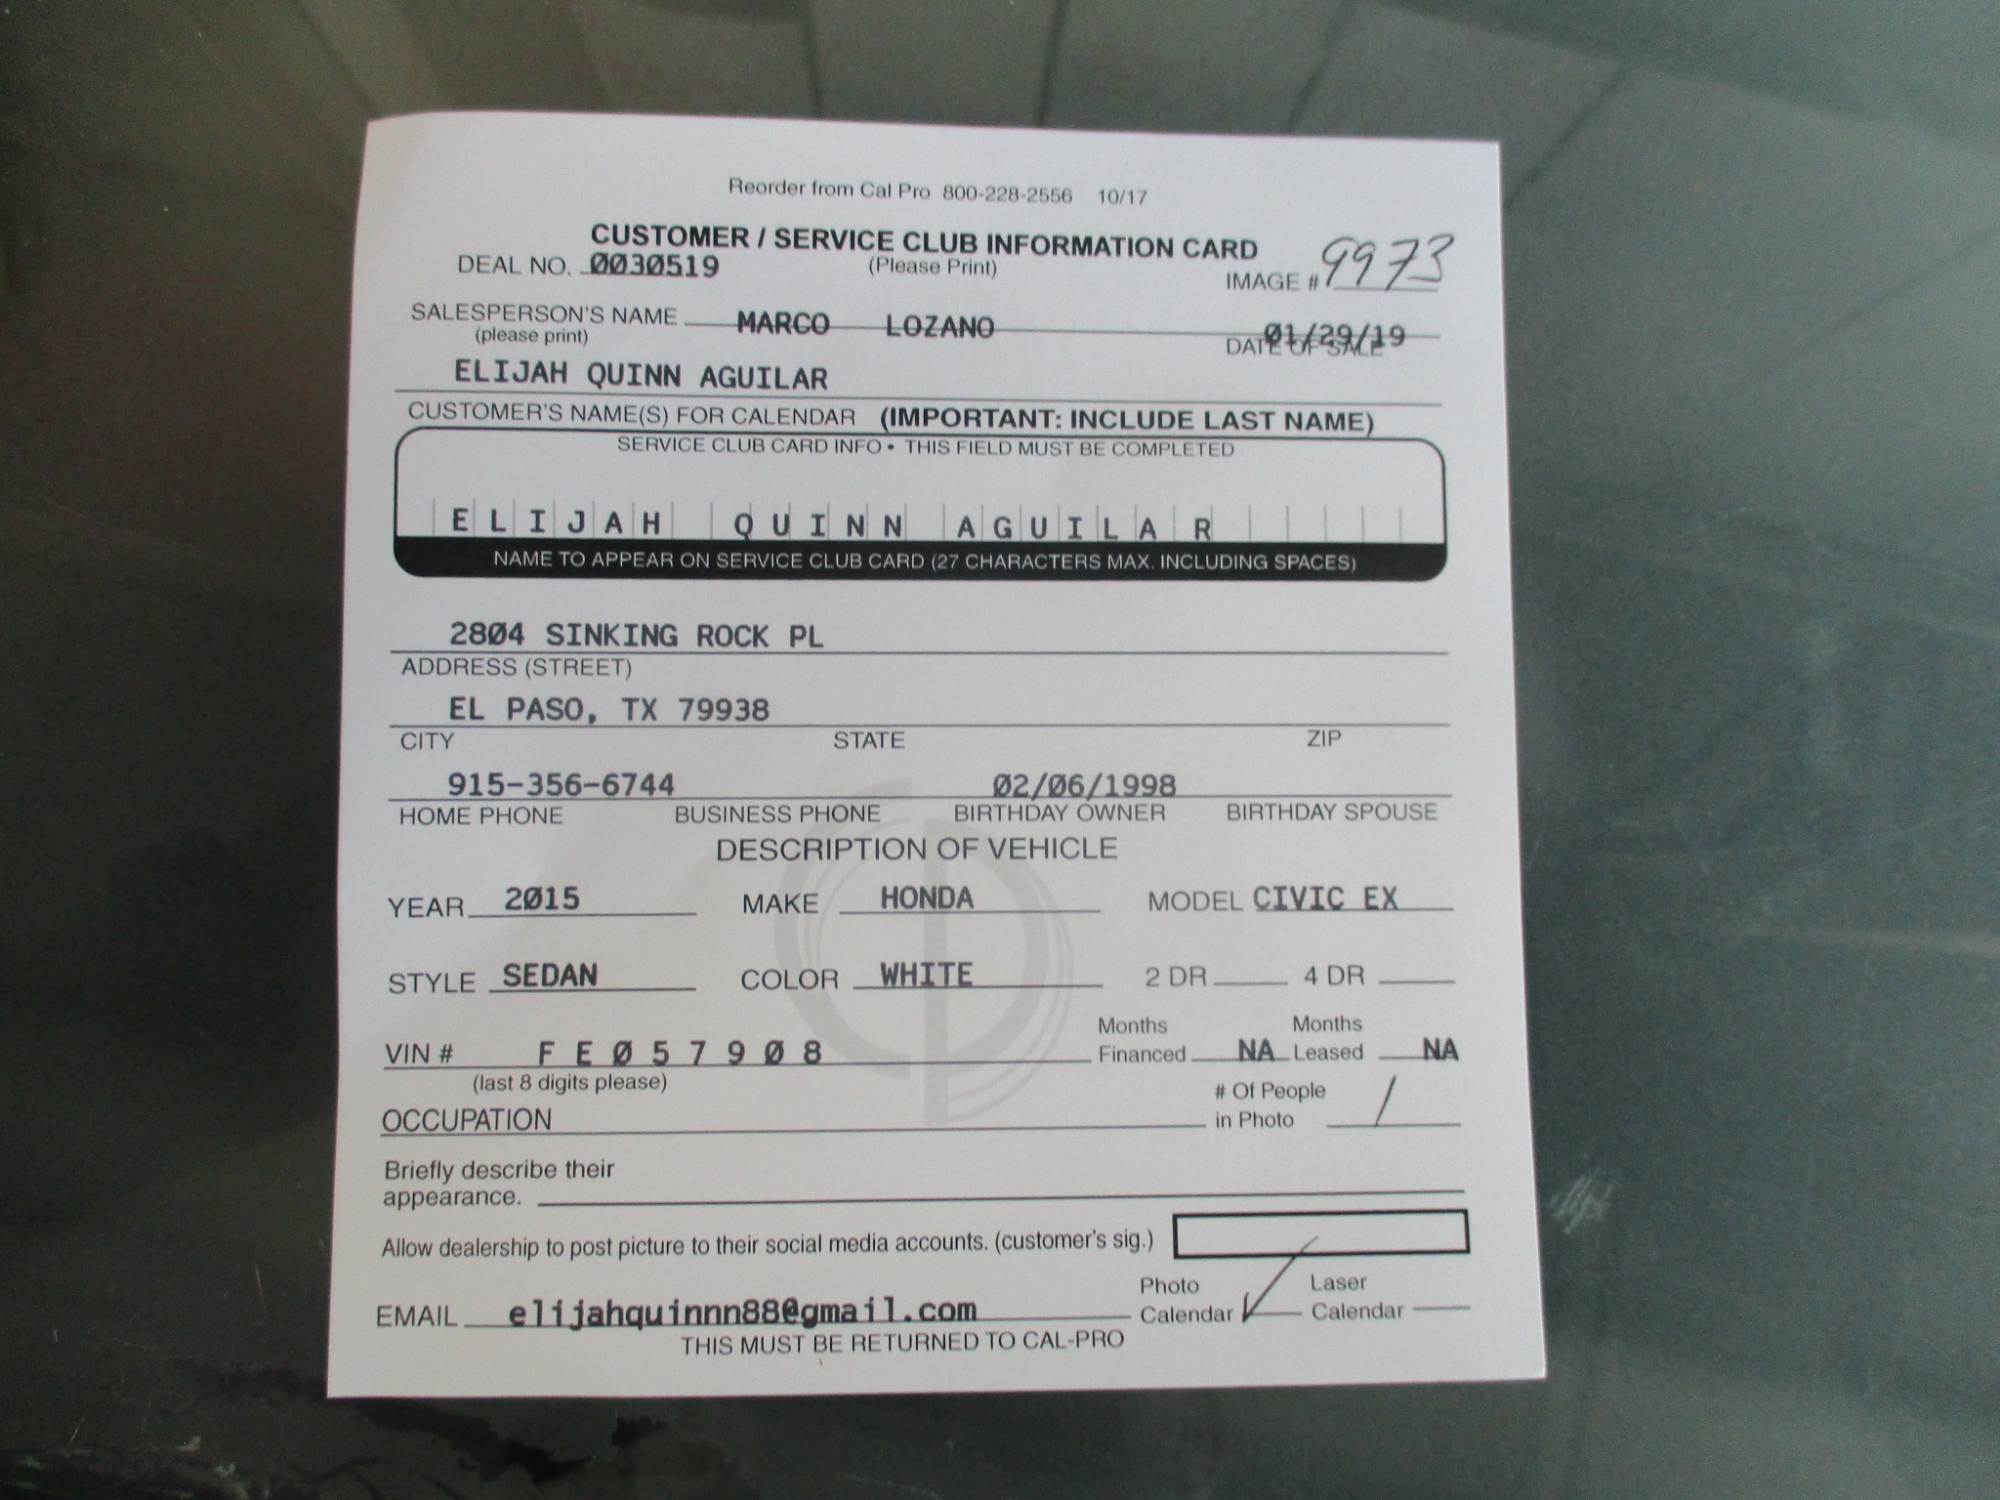 Reorder from Cal Pro 800-228-2556 10/17
CUSTOMER / SERVICE CLUB INFORMATION CARD
DEAL NO. 0030519 (Please Print) IMAGE # 9973
SALESPERSON'S NAME MARCO LOZANO 01/29/19
(please print) DATE OF SALE
ELIJAH QUINN AGUILAR
CUSTOMER'S NAME(S) FOR CALENDAR (IMPORTANT: INCLUDE LAST NAME)
SERVICE CLUB CARD INFO • THIS FIELD MUST BE COMPLETED
ELIJAH QUINN AGUILAR
NAME TO APPEAR ON SERVICE CLUB CARD (27 CHARACTERS MAX. INCLUDING SPACES)
2804 SINKING ROCK PL
ADDRESS (STREET)
EL PASO, TX 79938
CITY STATE ZIP
915-356-6744 02/06/1998
HOME PHONE BUSINESS PHONE BIRTHDAY OWNER BIRTHDAY SPOUSE
DESCRIPTION OF VEHICLE
YEAR 2015 MAKE HONDA MODEL CIVIC EX
STYLE SEDAN COLOR WHITE 2 DR 4 DR
VIN # FE057908 Months Financed NA Months Leased NA
(last 8 digits please)
OCCUPATION # Of People in Photo 1
Briefly describe their
appearance.
Allow dealership to post picture to their social media accounts. (customer's sig.)
EMAIL elijahquinnn88@gmail.com Photo Calendar ✓ Laser Calendar
THIS MUST BE RETURNED TO CAL-PRO